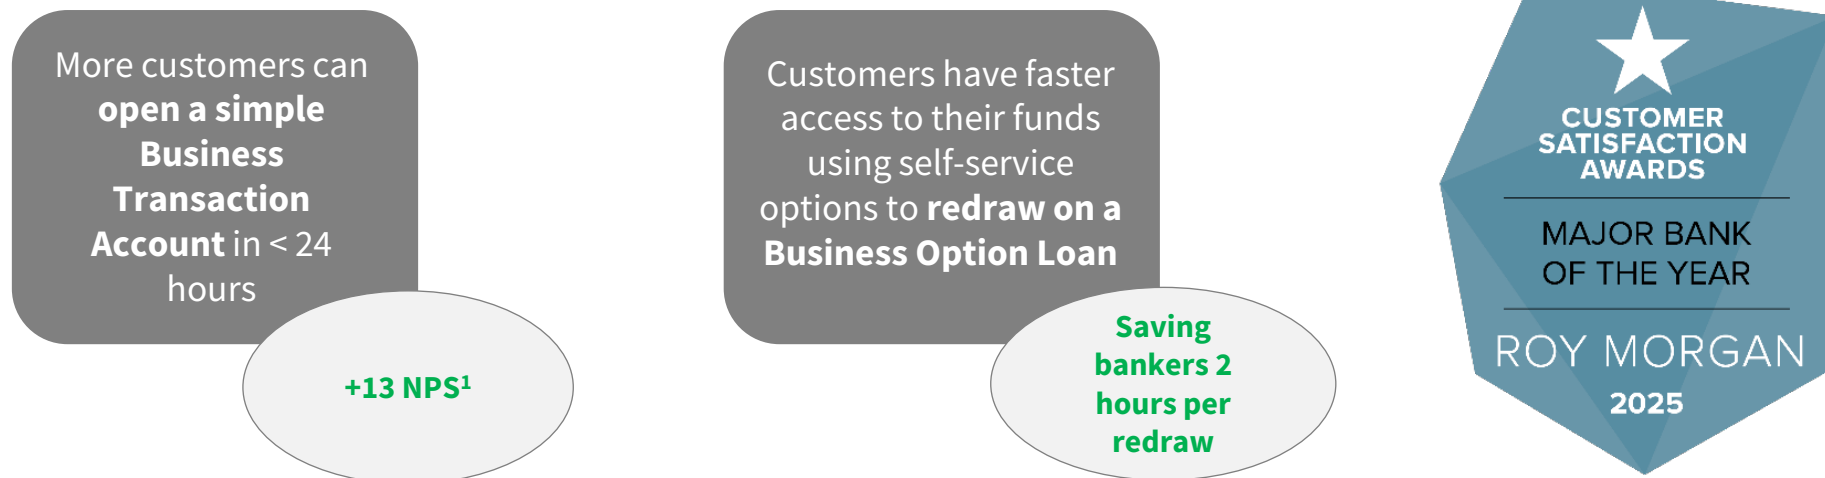 More customers can
open a simple
Business
Transaction
Account in < 24
hours
+13 NPS¹
Customers have faster
access to their funds
using self-service
options to redraw on a
Business Option Loan
Saving
bankers 2
hours per
redraw
CUSTOMER
SATISFACTION
AWARDS
MAJOR BANK
OF THE YEAR
ROY MORGAN
2025